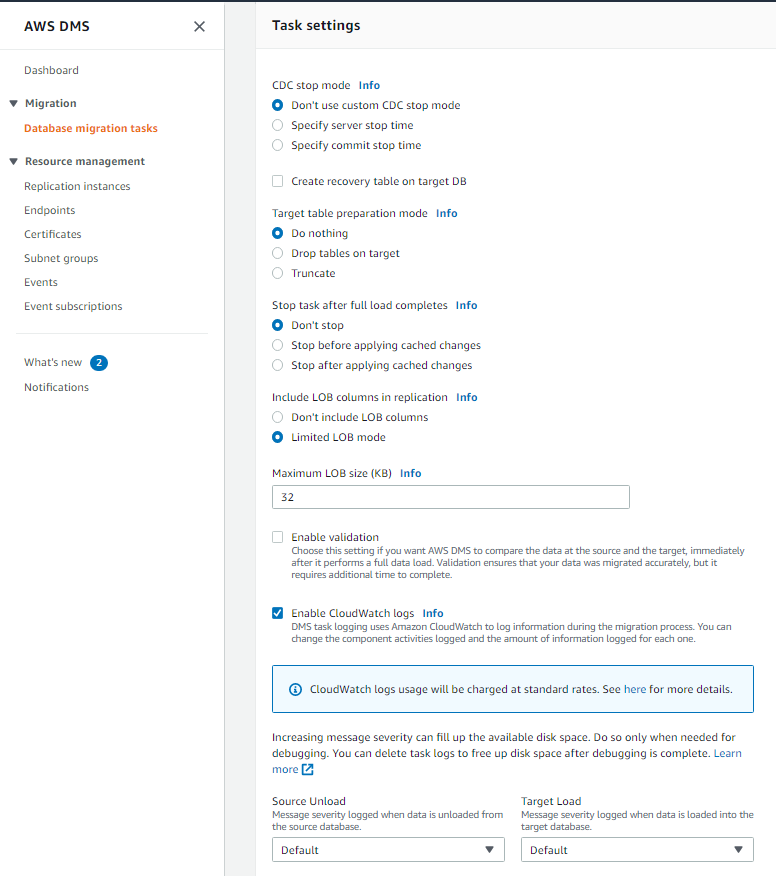 AWS DMS
Dashboard
Migration
Database migration tasks
Resource management
Replication instances
Endpoints
Certificates
Subnet groups
Events
Event subscriptions
What's new 2
Notifications
Task settings
CDC stop mode Info
Don't use custom CDC stop mode
Specify server stop time
Specify commit stop time
Create recovery table on target DB
Target table preparation mode Info
Do nothing
Drop tables on target
Truncate
Stop task after full load completes Info
Don't stop
Stop before applying cached changes
Stop after applying cached changes
Include LOB columns in replication Info
Don't include LOB columns
Limited LOB mode
Maximum LOB size (KB) Info
32
Enable validation
Choose this setting if you want AWS DMS to compare the data at the source and the target, immediately
after it performs a full data load. Validation ensures that your data was migrated accurately, but it
requires additional time to complete.
Enable CloudWatch logs Info
DMS task logging uses Amazon CloudWatch to log information during the migration process. You can
change the component activities logged and the amount of information logged for each one.
CloudWatch logs usage will be charged at standard rates. See here for more details.
Increasing message severity can fill up the available disk space. Do so only when needed for
debugging. You can delete task logs to free up disk space after debugging is complete. Learn
more
Source Unload
Message severity logged when data is unloaded from
the source database.
Default
Target Load
Message severity logged when data is loaded into the
target database.
Default